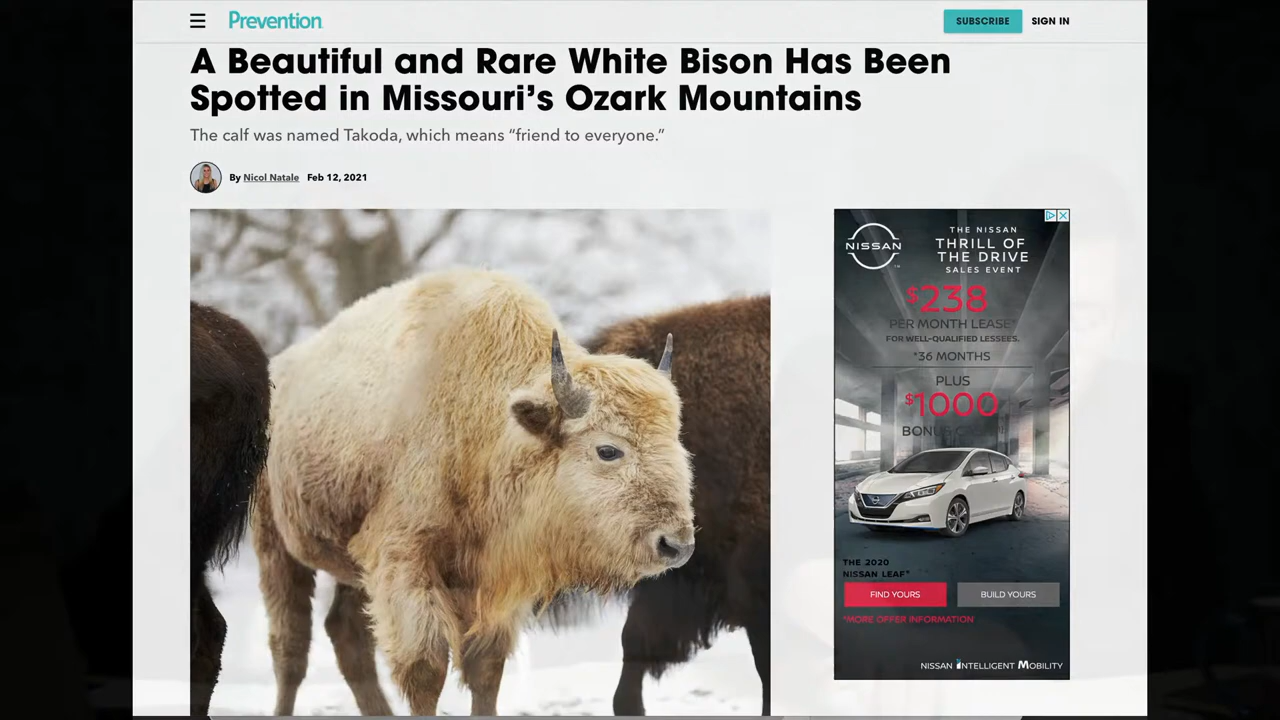 Prevention
SUBSCRIBE
SIGN IN
A Beautiful and Rare White Bison Has Been
Spotted in Missouri’s Ozark Mountains
The calf was named Takoda, which means “friend to everyone.”
By Nicol Natale Feb 12, 2021
NISSAN
THE NISSAN
THRILL OF
THE DRIVE
SALES EVENT
$238
PER MONTH LEASE*
FOR WELL-QUALIFIED LESSEES.
*36 MONTHS
PLUS
$1000
THE 2020
NISSAN LEAF*
FIND YOURS
BUILD YOURS
*MORE OFFER INFORMATION
NISSAN INTELLIGENT MOBILITY